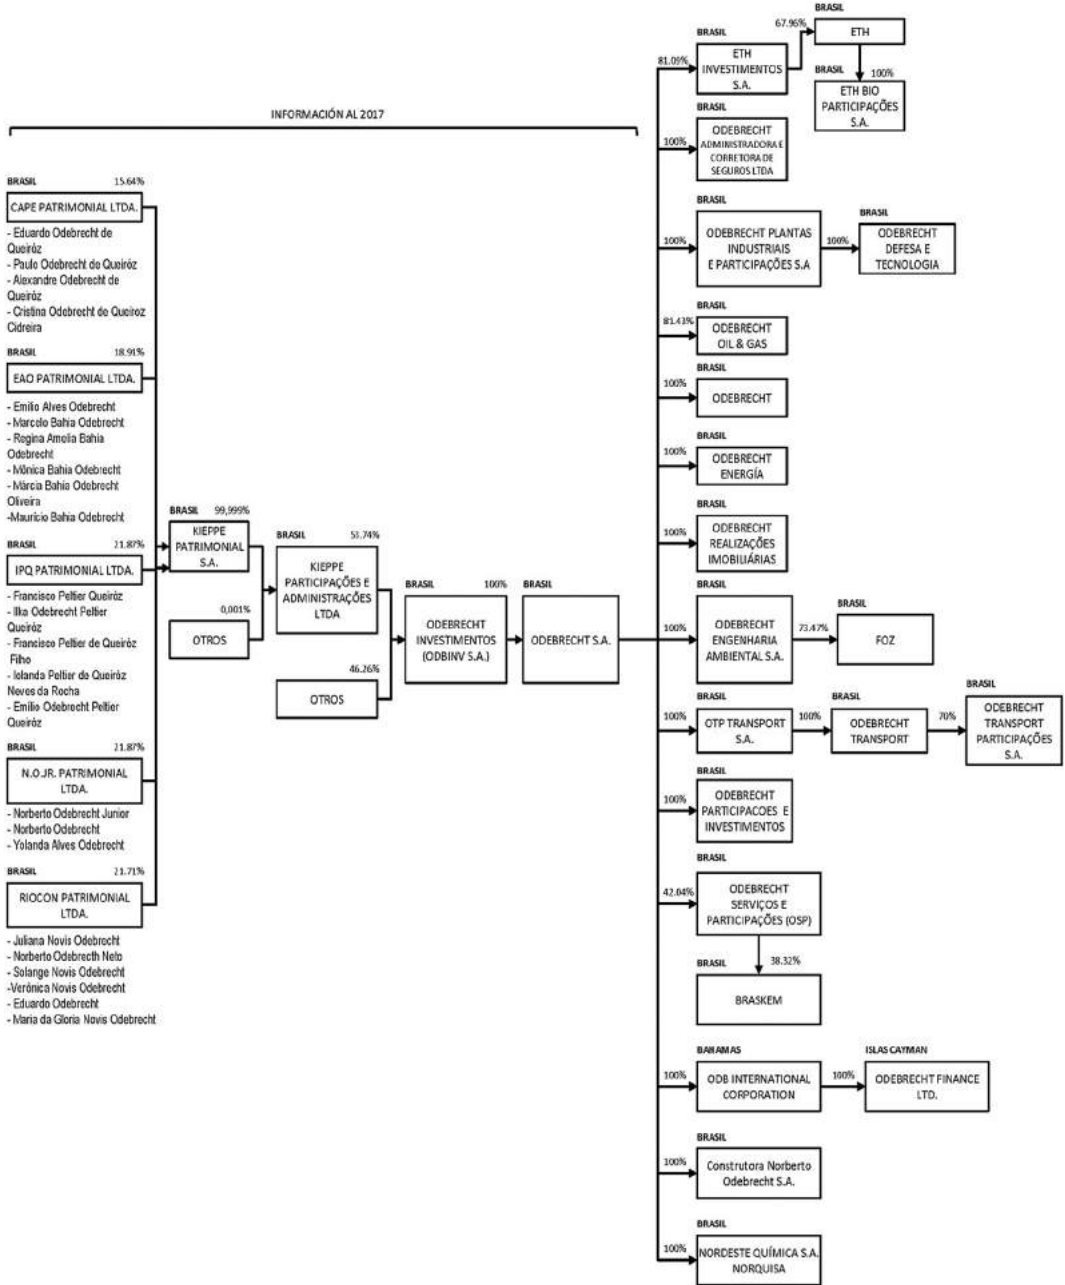 INFORMACIÓN AL 2017
BRASIL 15.64%
CAPE PATRIMONIAL LTDA.
- Eduardo Odebrecht de
Queiróz
- Paulo Odebrecht de Queiróz
- Alexandre Odebrecht de
Queiróz
- Cristina Odebrecht de Queiroz
Cidreira
BRASIL 18.91%
EAO PATRIMONIAL LTDA.
- Emilio Alves Odebrecht
- Marcelo Bahia Odebrecht
- Regina Amelia Bahia
Odebrecht
- Mônica Bahia Odebrecht
- Márcia Bahia Odebrecht
Oliveira
-Mauricio Bahia Odebrecht
BRASIL 21.87%
IPQ PATRIMONIAL LTDA.
- Francisco Peltier Queiróz
- Ilka Odebrecht Peltier
Queiróz
- Francisco Peltier de Queiróz
Filho
- Iolanda Peltier de Queiróz
Neves da Rocha
- Emilio Odebrecht Peltier
Queiróz
BRASIL 21.87%
N.O.JR. PATRIMONIAL
LTDA.
- Norberto Odebrecht Junior
- Norberto Odebrecht
- Yolanda Alves Odebrecht
BRASIL 21.71%
RIOCON PATRIMONIAL
LTDA.
- Juliana Novis Odebrecht
- Norberto Odebrecth Neto
- Solange Novis Odebrecht
-Verônica Novis Odebrecht
- Eduardo Odebrecht
- Maria da Gloria Novis Odebrecht
BRASIL 99,999%
KIEPPE
PATRIMONIAL
S.A.
0,001%
OTROS
BRASIL 53.74%
KIEPPE
PARTICIPAÇÕES E
ADMINISTRAÇÕES
LTDA
46.26%
OTROS
BRASIL 100%
ODEBRECHT
INVESTIMENTOS
(ODBINV S.A.)
BRASIL
ODEBRECHT S.A.
81.09%
BRASIL
ETH
INVESTIMENTOS
S.A.
67.96%
BRASIL
ETH
BRASIL 100%
ETH BIO
PARTICIPAÇÕES
S.A.
100%
BRASIL
ODEBRECHT
ADMINISTRADORA E
CORRETORA DE
SEGUROS LTDA
100%
BRASIL
ODEBRECHT PLANTAS
INDUSTRIAIS
E PARTICIPAÇÕES S.A
100%
BRASIL
ODEBRECHT
DEFESA E
TECNOLOGIA
81.43%
BRASIL
ODEBRECHT
OIL & GAS
100%
BRASIL
ODEBRECHT
100%
BRASIL
ODEBRECHT
ENERGÍA
100%
BRASIL
ODEBRECHT
REALIZAÇÕES
IMOBILIÁRIAS
100%
BRASIL
ODEBRECHT
ENGENHARIA
AMBIENTAL S.A.
73.47%
BRASIL
FOZ
100%
BRASIL
OTP TRANSPORT
S.A.
100%
BRASIL
ODEBRECHT
TRANSPORT
70%
BRASIL
ODEBRECHT
TRANSPORT
PARTICIPAÇÕES
S.A.
100%
BRASIL
ODEBRECHT
PARTICIPACOES E
INVESTIMENTOS
42.04%
BRASIL
ODEBRECHT
SERVIÇOS E
PARTICIPAÇÕES (OSP)
38.32%
BRASIL
BRASKEM
100%
BAHAMAS
ODB INTERNATIONAL
CORPORATION
100%
ISLAS CAYMAN
ODEBRECHT FINANCE
LTD.
100%
BRASIL
Construtora Norberto
Odebrecht S.A.
100%
BRASIL
NORDESTE QUÍMICA S.A.
NORQUISA